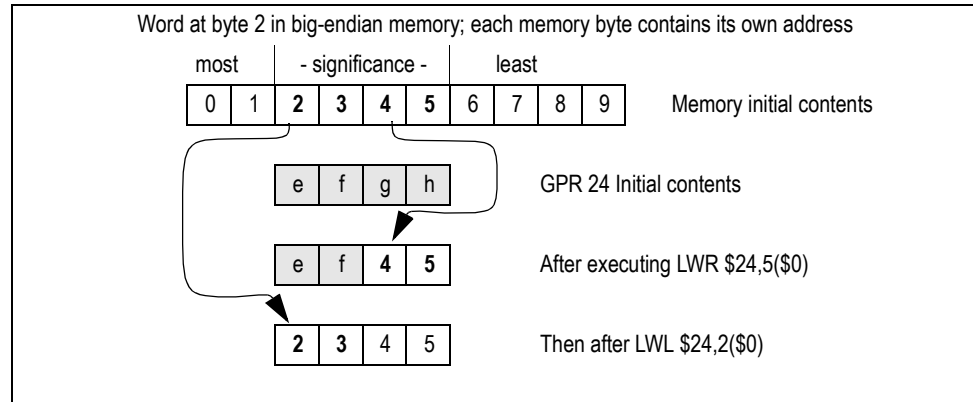 Word at byte 2 in big-endian memory; each memory byte contains its own address
most - significance - least
0 1 2 3 4 5 6 7 8 9 Memory initial contents
e f g h GPR 24 Initial contents
e f 4 5 After executing LWR $24,5($0)
2 3 4 5 Then after LWL $24,2($0)